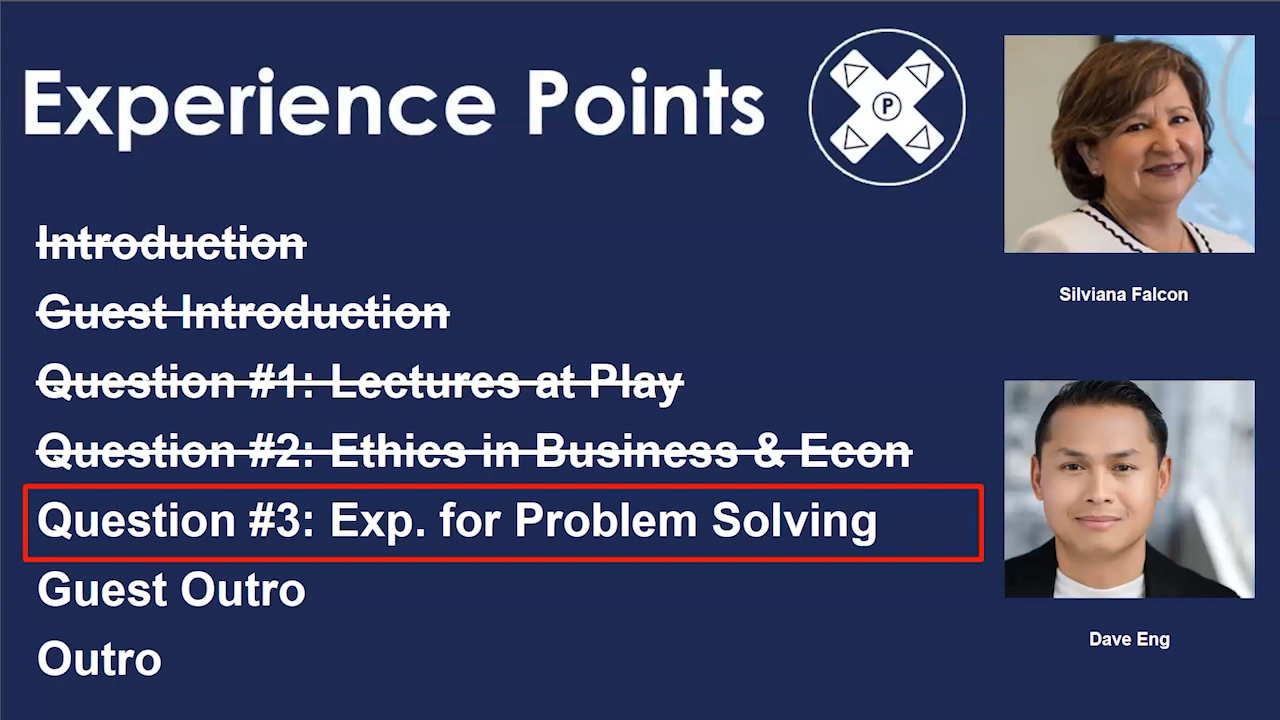 Experience Points
P
Introduction
Guest Introduction
Question #1: Lectures at Play
Question #2: Ethics in Business & Econ
Question #3: Exp. for Problem Solving
Guest Outro
Outro
Silviana Falcon
Dave Eng